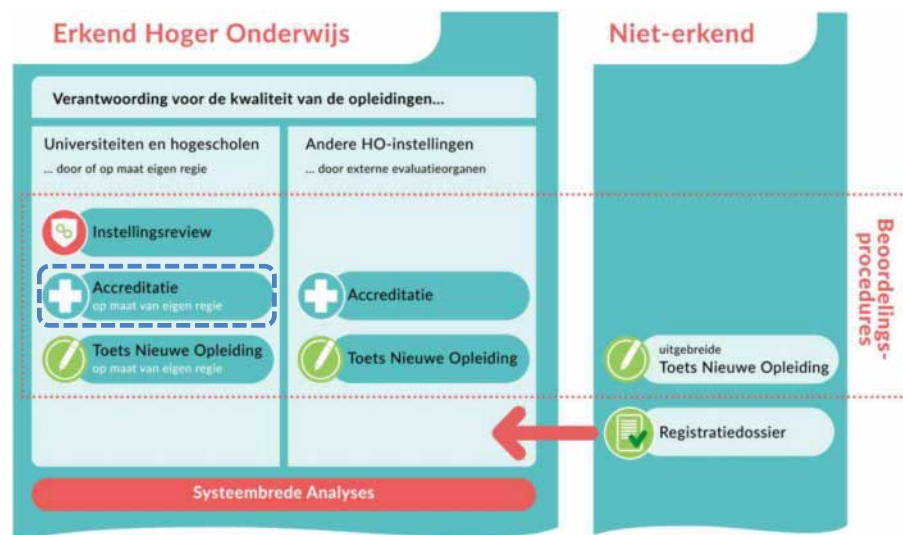 Erkend Hoger Onderwijs
Verantwoording voor de kwaliteit van de opleidingen...
Universiteiten en hogescholen
... door of op maat eigen regie
Instellingsreview
Accreditatie
op maat van eigen regie
Toets Nieuwe Opleiding
op maat van eigen regie
Andere HO-instellingen
... door externe evaluatieorganen
Accreditatie
Toets Nieuwe Opleiding
Systeembrede Analyses
Niet-erkend
uitgebreide
Toets Nieuwe Opleiding
Registratiedossier
Beoordelings-
procedures